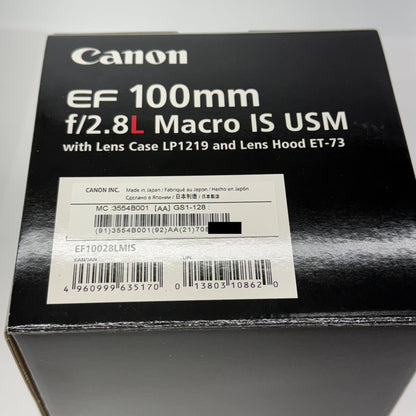 Canon
EF 100mm
f/2.8L Macro IS USM
with Lens Case LP1219 and Lens Hood ET-73
CANON INC. Made in Japan / Fabriqué au Japon / Hecho en Japón
Сделано в Японии / 日本制造 / 日本製造
MC 3554B001 [AA] GS1-128
(91)3554B001(92)AA(21)708
EF10028LMIS
EAN/JAN UPC
4 960999 635170 0 13803 10862 0